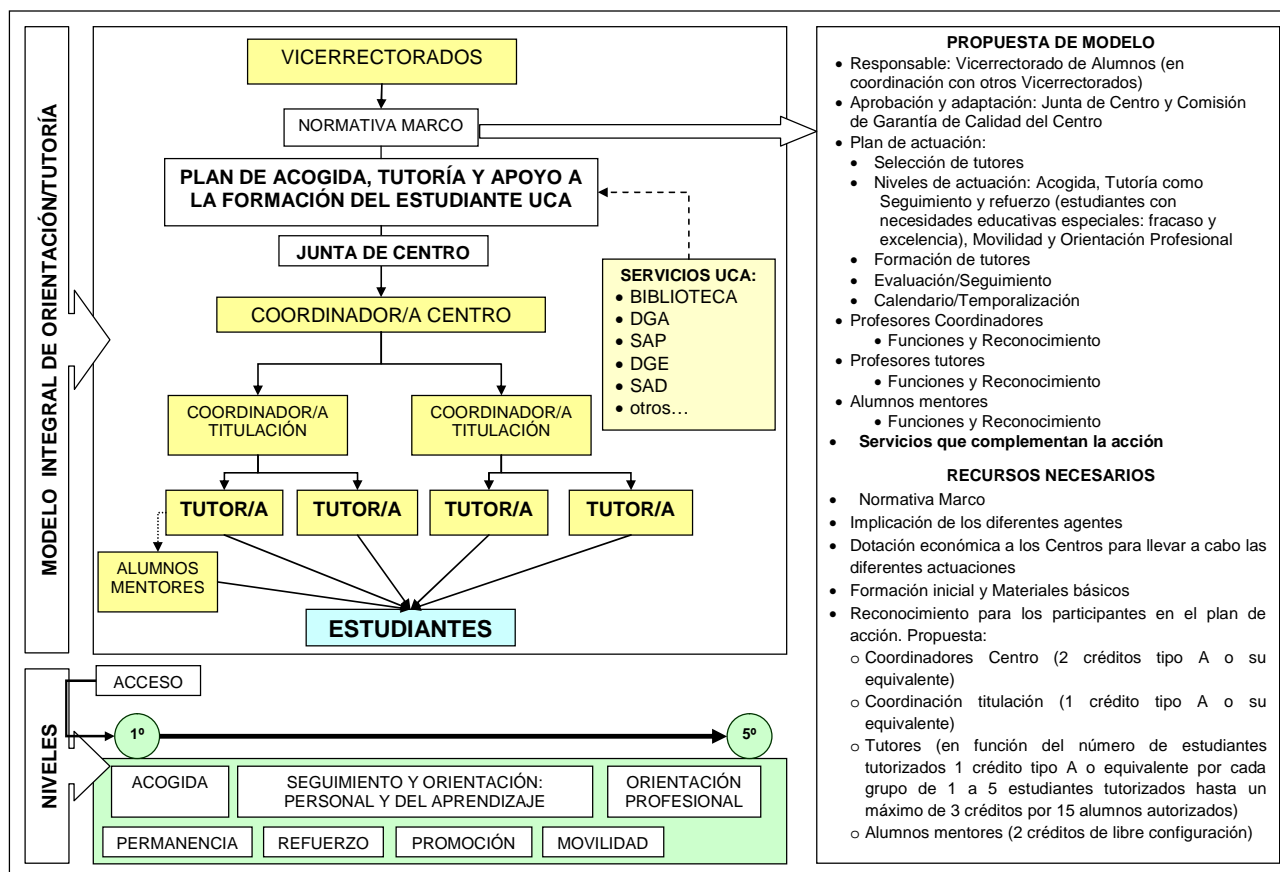 MODELO INTEGRAL DE ORIENTACIÓN/TUTORÍA
VICERRECTORADOS
NORMATIVA MARCO
PLAN DE ACOGIDA, TUTORÍA Y APOYO A
LA FORMACIÓN DEL ESTUDIANTE UCA
JUNTA DE CENTRO
COORDINADOR/A CENTRO
SERVICIOS UCA:
• BIBLIOTECA
• DGA
• SAP
• DGE
• SAD
• otros…
COORDINADOR/A
TITULACIÓN
COORDINADOR/A
TITULACIÓN
TUTOR/A
TUTOR/A
TUTOR/A
TUTOR/A
ALUMNOS
MENTORES
ESTUDIANTES
NIVELES
ACCESO
1º
5º
ACOGIDA
SEGUIMIENTO Y ORIENTACIÓN:
PERSONAL Y DEL APRENDIZAJE
ORIENTACIÓN
PROFESIONAL
PERMANENCIA
REFUERZO
PROMOCIÓN
MOVILIDAD
PROPUESTA DE MODELO
• Responsable: Vicerrectorado de Alumnos (en
coordinación con otros Vicerrectorados)
• Aprobación y adaptación: Junta de Centro y Comisión
de Garantía de Calidad del Centro
• Plan de actuación:
• Selección de tutores
• Niveles de actuación: Acogida, Tutoría como
Seguimiento y refuerzo (estudiantes con
necesidades educativas especiales: fracaso y
excelencia), Movilidad y Orientación Profesional
• Formación de tutores
• Evaluación/Seguimiento
• Calendario/Temporalización
• Profesores Coordinadores
• Funciones y Reconocimiento
• Profesores tutores
• Funciones y Reconocimiento
• Alumnos mentores
• Funciones y Reconocimiento
• Servicios que complementan la acción
RECURSOS NECESARIOS
• Normativa Marco
• Implicación de los diferentes agentes
• Dotación económica a los Centros para llevar a cabo las
diferentes actuaciones
• Formación inicial y Materiales básicos
• Reconocimiento para los participantes en el plan de
acción. Propuesta:
o Coordinadores Centro (2 créditos tipo A o su
equivalente)
o Coordinación titulación (1 crédito tipo A o su
equivalente)
o Tutores (en función del número de estudiantes
tutorizados 1 crédito tipo A o equivalente por cada
grupo de 1 a 5 estudiantes tutorizados hasta un
máximo de 3 créditos por 15 alumnos autorizados)
o Alumnos mentores (2 créditos de libre configuración)